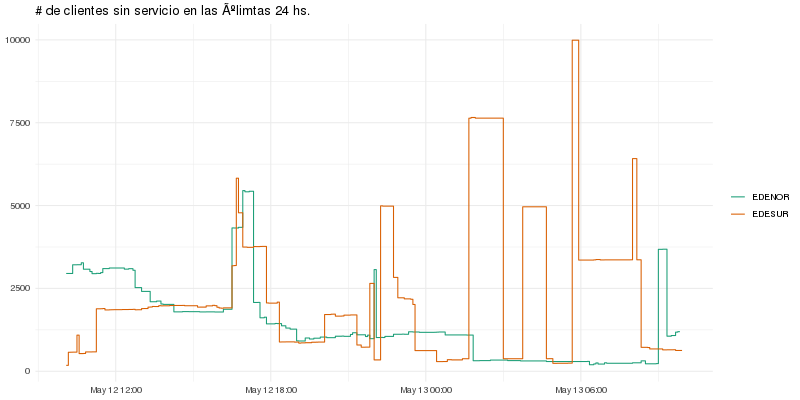 # de clientes sin servicio en las Ãºlimtas 24 hs.
10000
7500
5000
2500
0
May 12 12:00
May 12 18:00
May 13 00:00
May 13 06:00
EDENOR
EDESUR